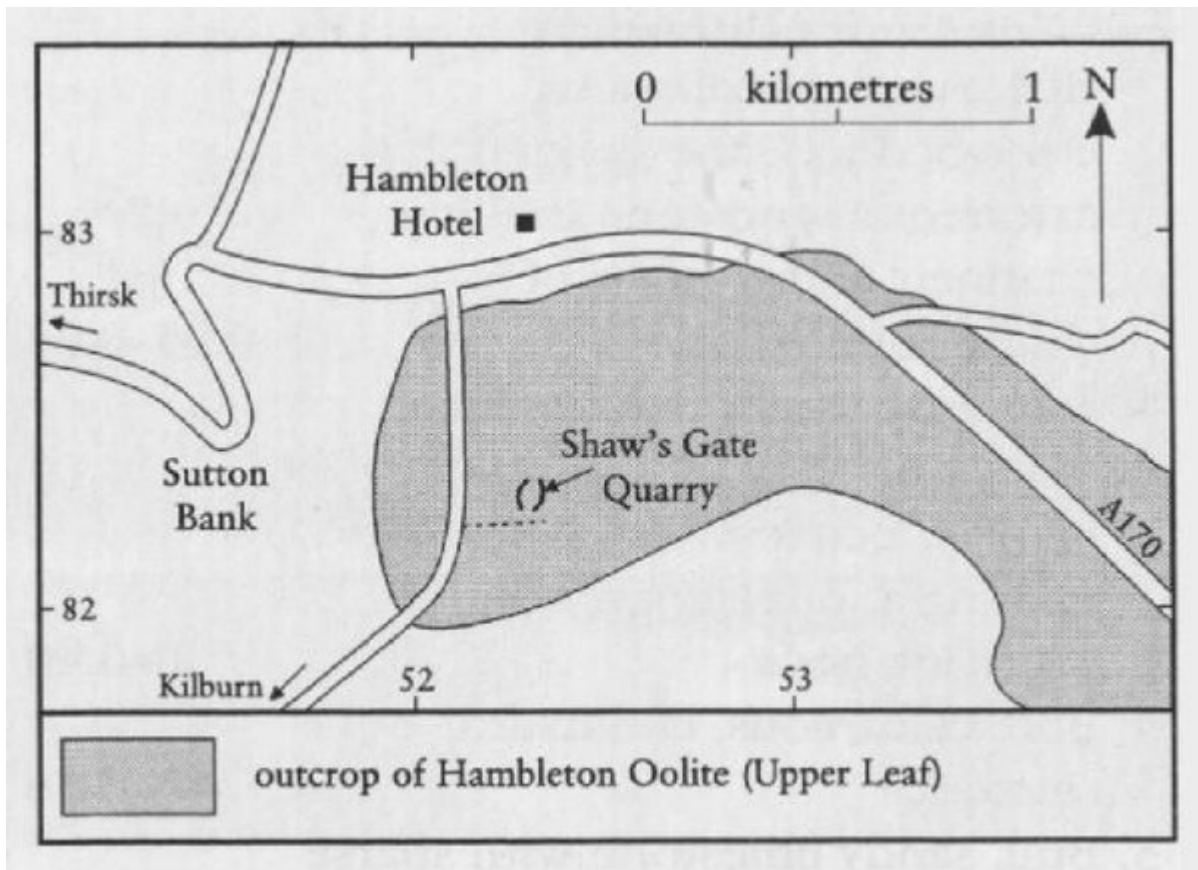 0 kilometres 1
N
Hambleton
Hotel
83
Thirsk
Shaw's Gate
Quarry
Sutton
Bank
A170
82
Kilburn
52
53
outcrop of Hambleton Oolite (Upper Leaf)